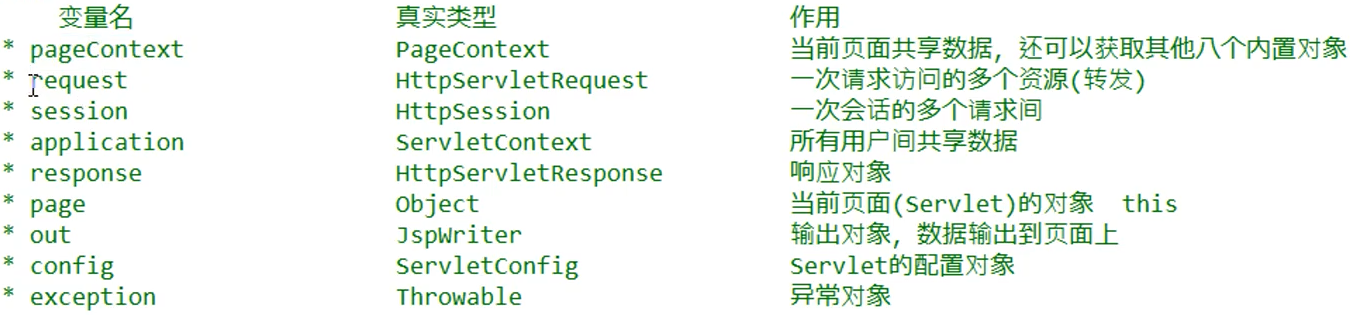 变量名 真实类型 作用
* pageContext PageContext 当前页面共享数据，还可以获取其他八个内置对象
* request HttpServletRequest 一次请求访问的多个资源(转发)
* session HttpSession 一次会话的多个请求间
* application ServletContext 所有用户间共享数据
* response HttpServletResponse 响应对象
* page Object 当前页面(Servlet)的对象 this
* out JspWriter 输出对象，数据输出到页面上
* config ServletConfig Servlet的配置对象
* exception Throwable 异常对象